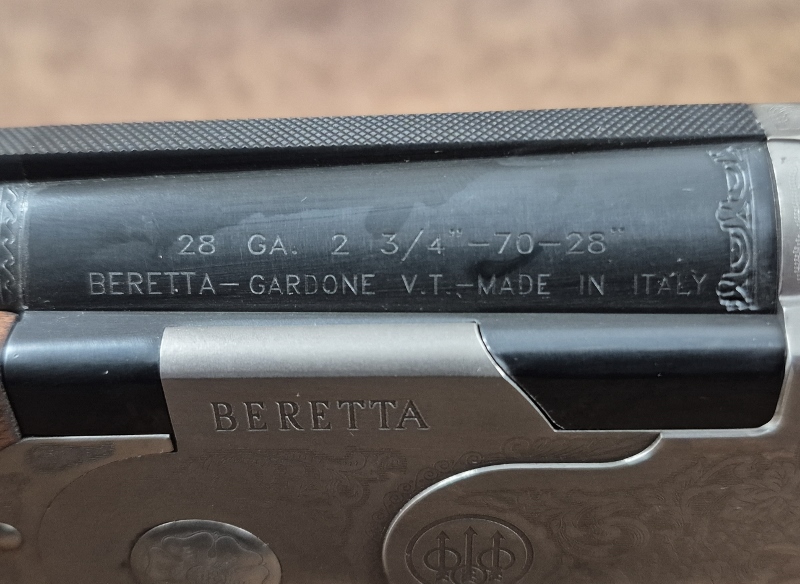 28 GA. 2 3/4"-70-28"
BERETTA-GARDONE V.T.-MADE IN ITALY
BERETTA